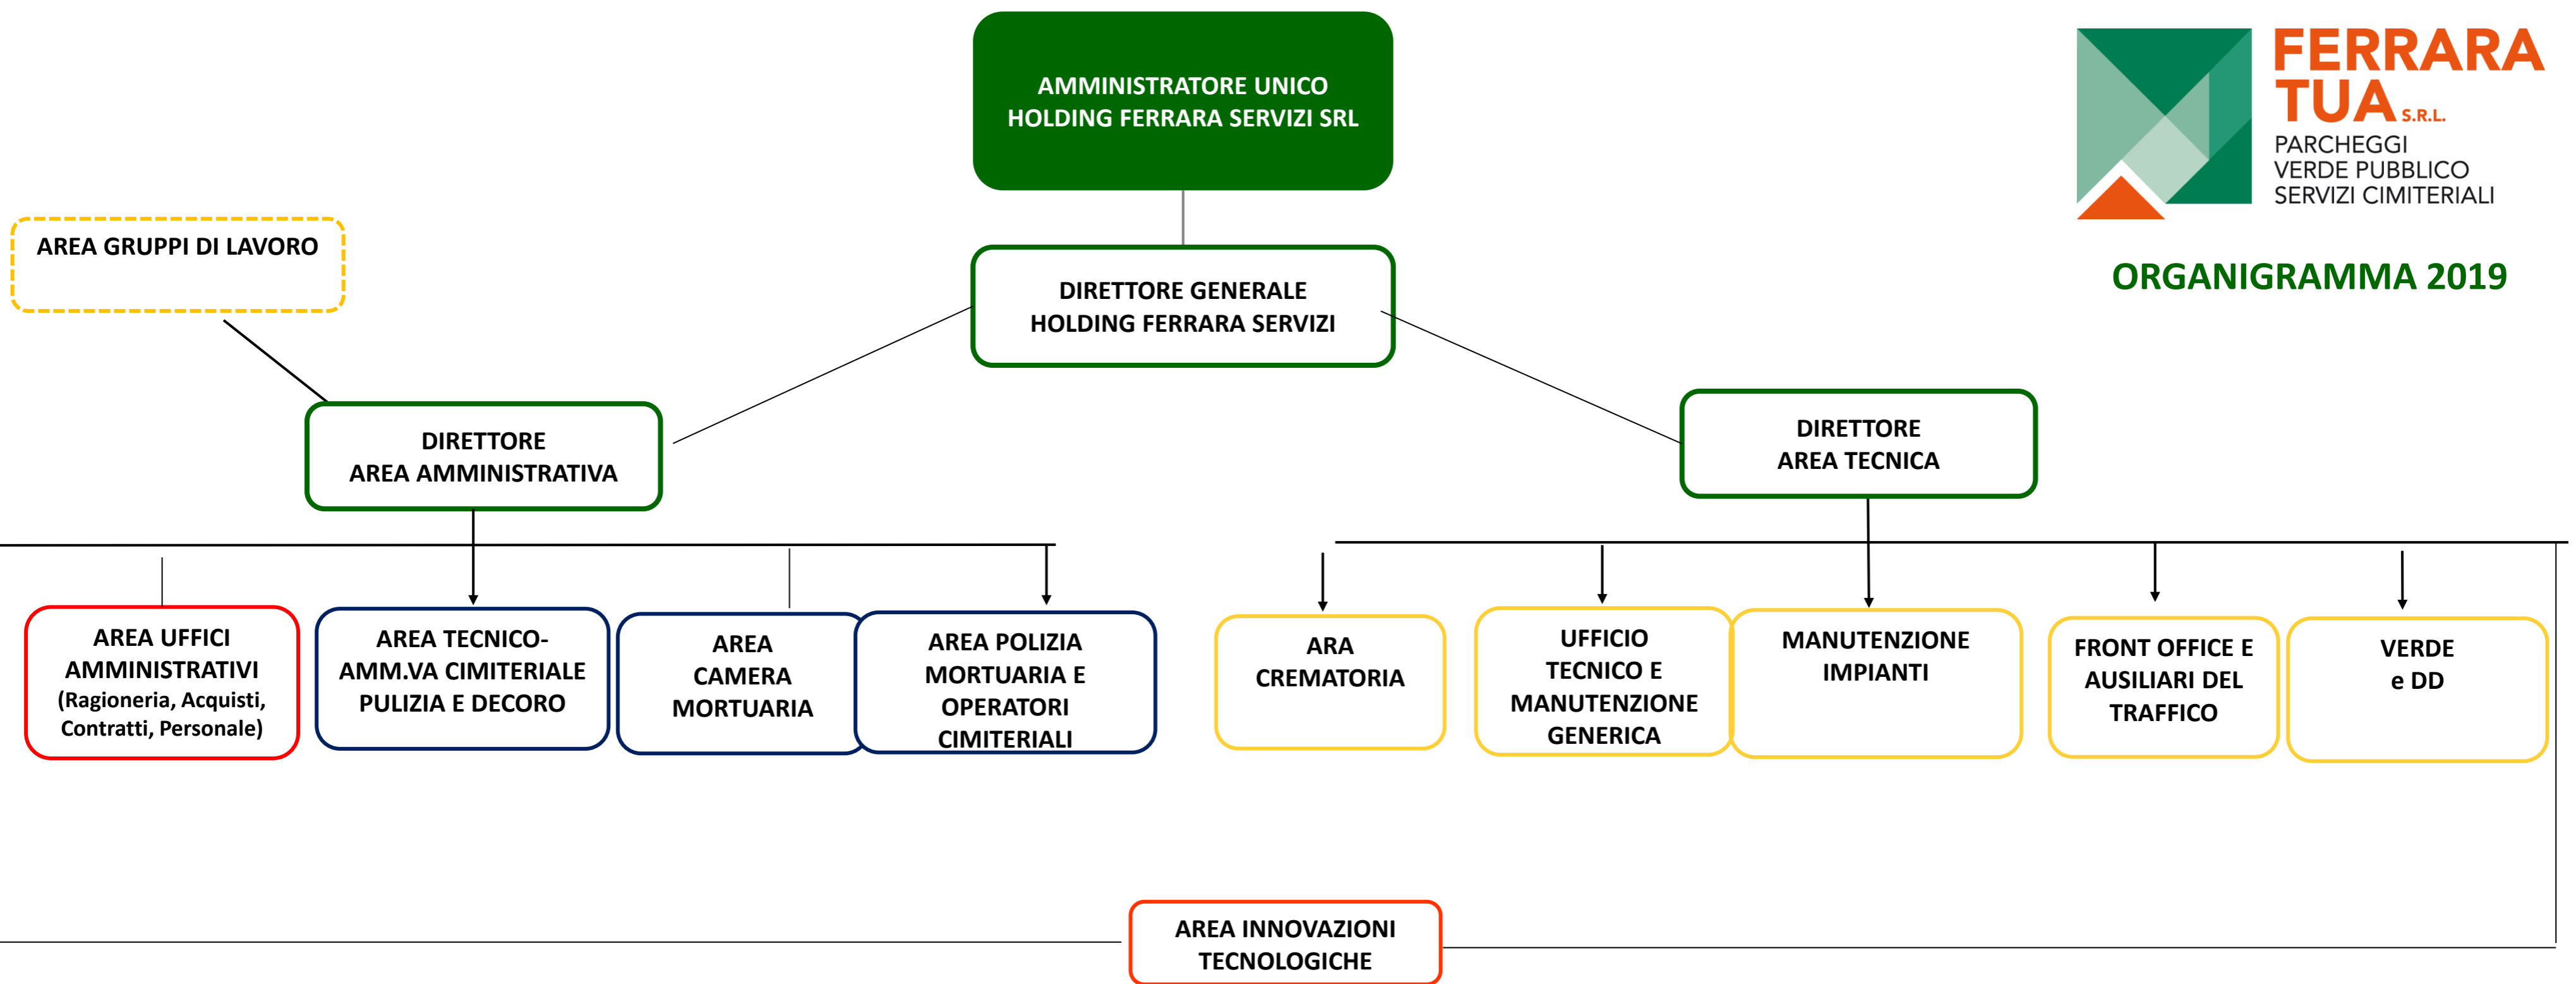 AMMINISTRATORE UNICO
HOLDING FERRARA SERVIZI SRL
FERRARA
TUA S.R.L.
PARCHEGGI
VERDE PUBBLICO
SERVIZI CIMITERIALI
ORGANIGRAMMA 2019
AREA GRUPPI DI LAVORO
DIRETTORE GENERALE
HOLDING FERRARA SERVIZI
DIRETTORE
AREA AMMINISTRATIVA
DIRETTORE
AREA TECNICA
AREA UFFICI
AMMINISTRATIVI
(Ragioneria, Acquisti,
Contratti, Personale)
AREA TECNICO-
AMM.VA CIMITERIALE
PULIZIA E DECORO
AREA
CAMERA
MORTUARIA
AREA POLIZIA
MORTUARIA E
OPERATORI
CIMITERIALI
ARA
CREMATORIA
UFFICIO
TECNICO E
MANUTENZIONE
GENERICA
MANUTENZIONE
IMPIANTI
FRONT OFFICE E
AUSILIARI DEL
TRAFFICO
VERDE
e DD
AREA INNOVAZIONI
TECNOLOGICHE